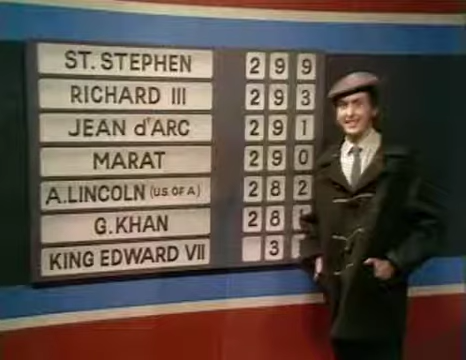 ST. STEPHEN 2 9 9
RICHARD III 2 9 3
JEAN d'ARC 2 9 1
MARAT 2 9 0
A. LINCOLN (U.S. OF A) 2 8 2
G. KHAN 2 8
KING EDWARD VII 3